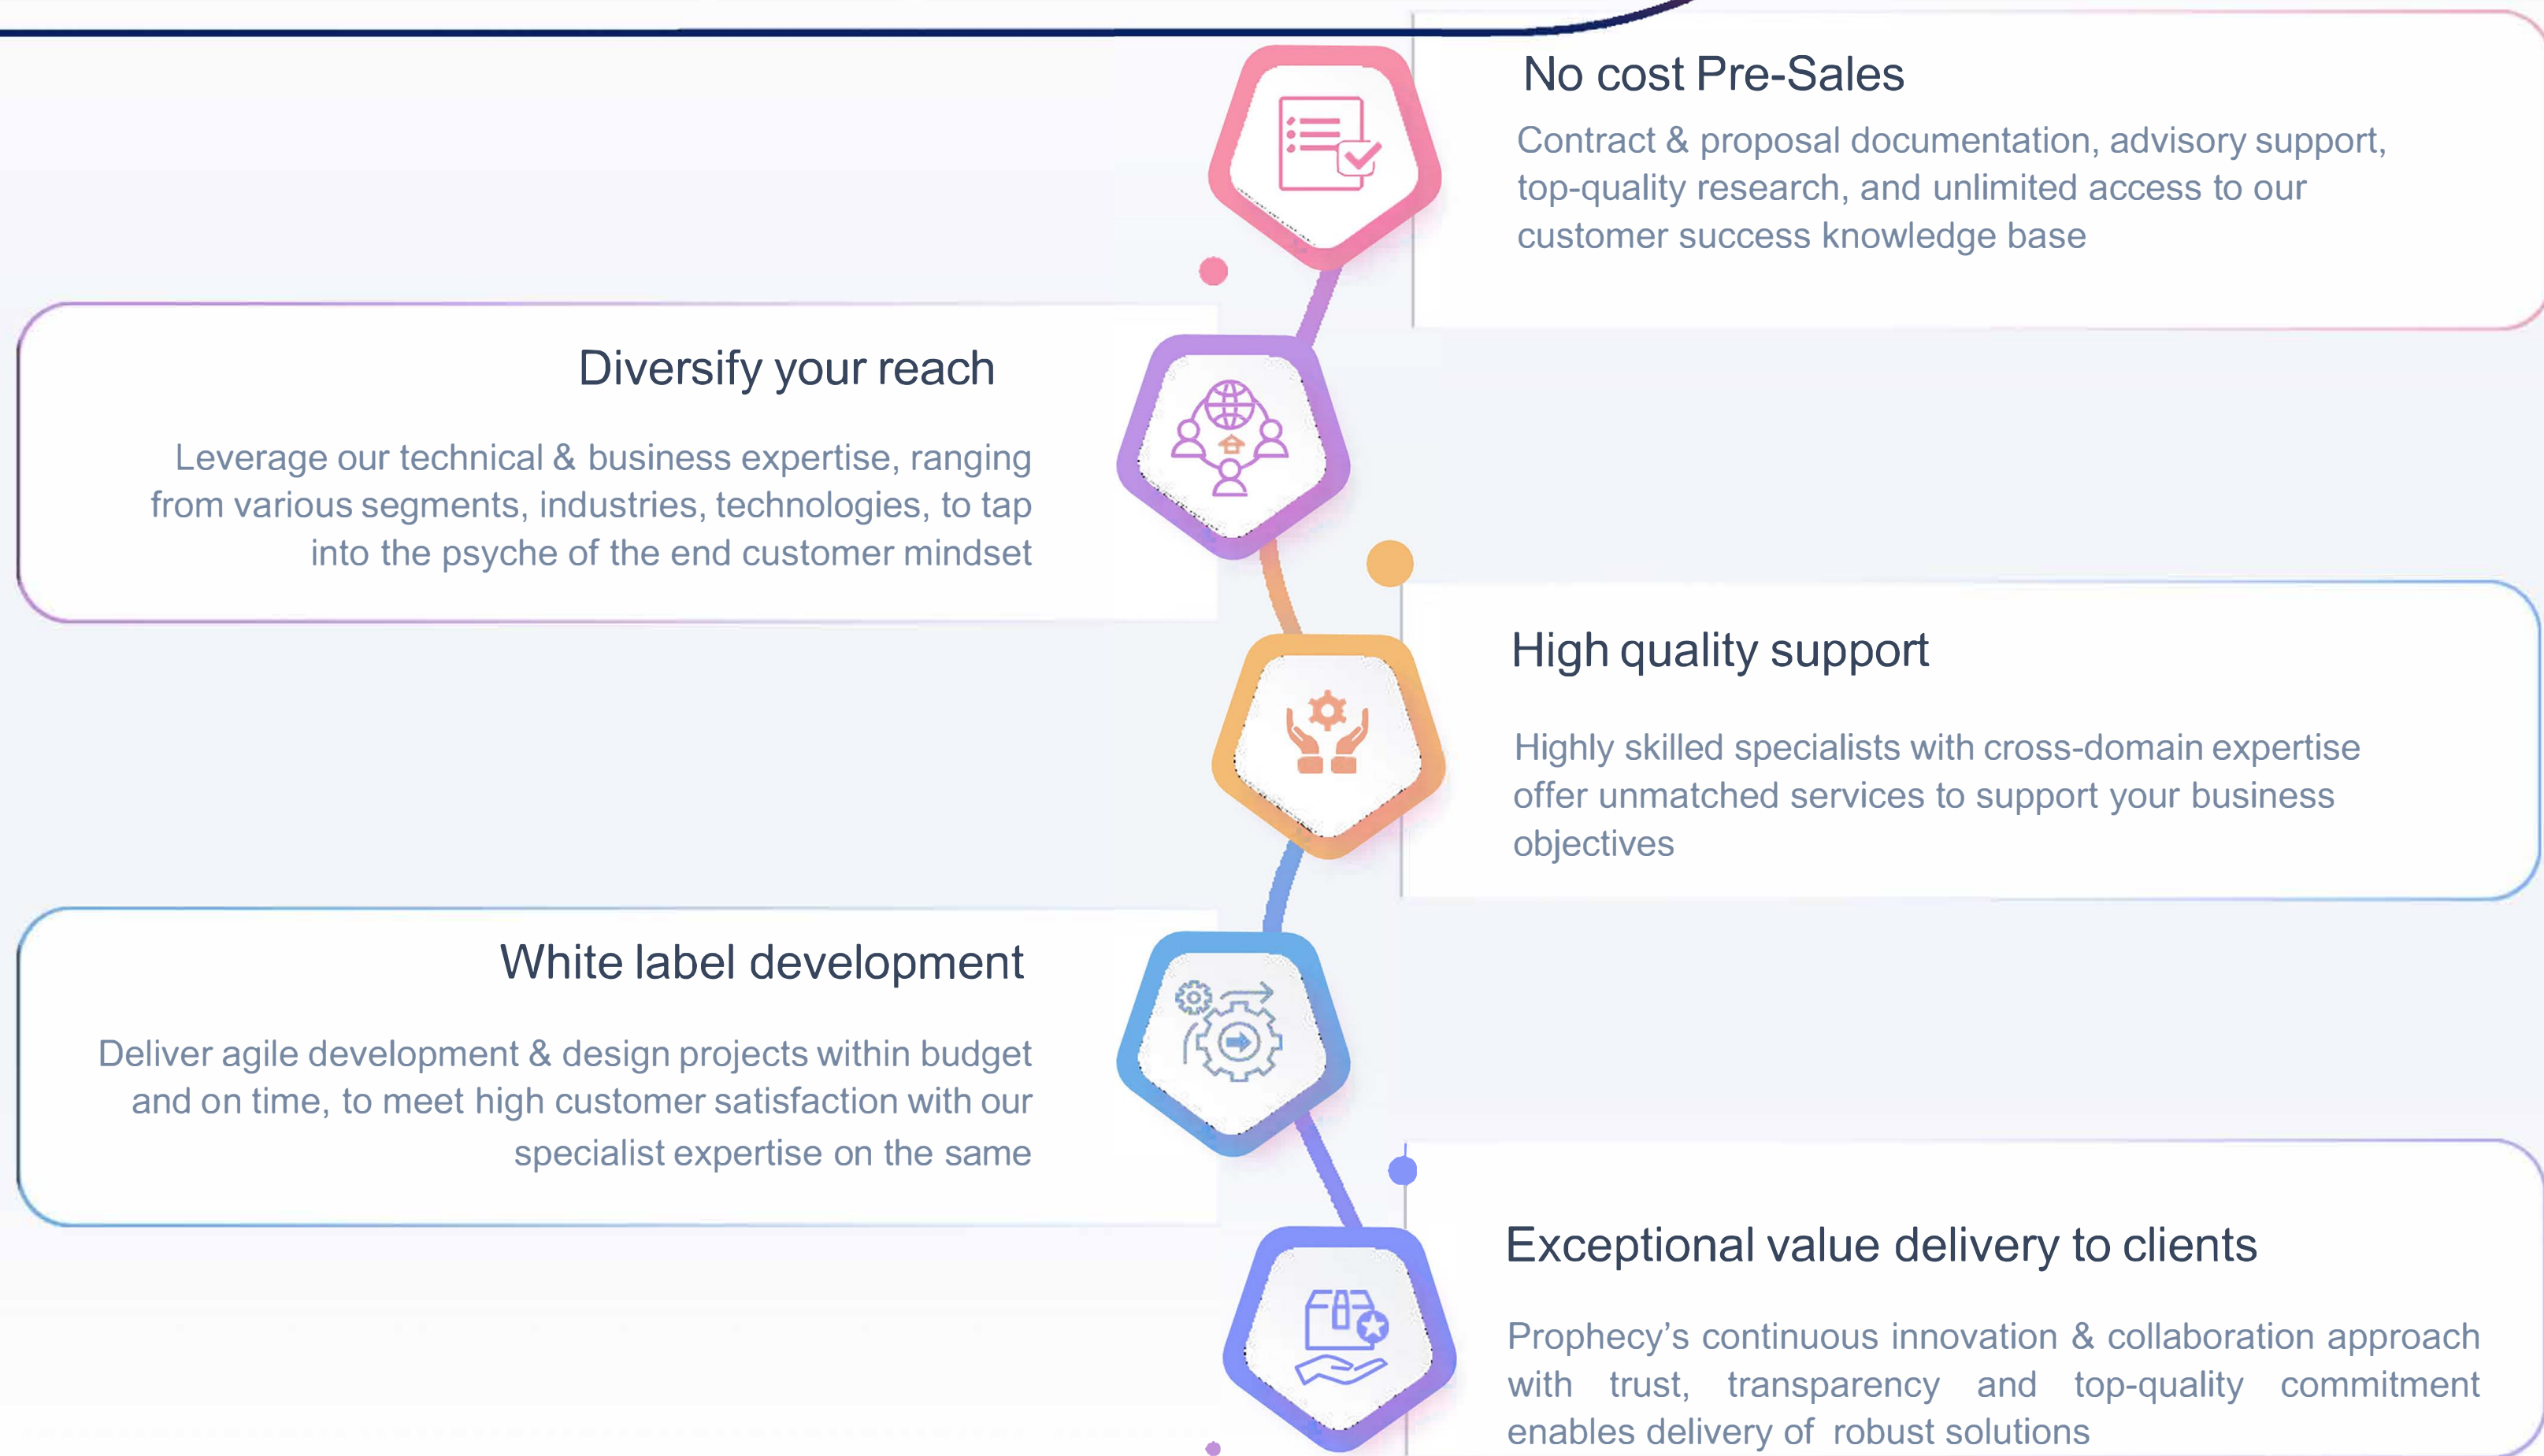 No cost Pre-Sales
Contract & proposal documentation, advisory support,
top-quality research, and unlimited access to our
customer success knowledge base
Diversify your reach
Leverage our technical & business expertise, ranging
from various segments, industries, technologies, to tap
into the psyche of the end customer mindset
High quality support
Highly skilled specialists with cross-domain expertise
offer unmatched services to support your business
objectives
White label development
Deliver agile development & design projects within budget
and on time, to meet high customer satisfaction with our
specialist expertise on the same
Exceptional value delivery to clients
Prophecy’s continuous innovation & collaboration approach
with trust, transparency and top-quality commitment
enables delivery of robust solutions